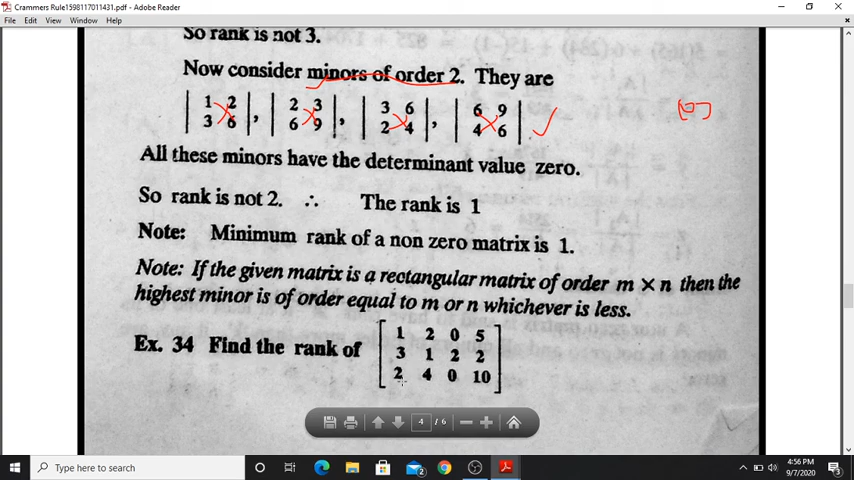 Crammers Rule1598117011431.pdf - Adobe Reader
File Edit View Window Help
So rank is not 3.
Now consider minors of order 2. They are
| 1 2 | , | 2 3 | , | 3 6 | , | 6 9 |
| 3 6 | | 6 9 | | 2 4 | | 4 6 |
All these minors have the determinant value zero.
So rank is not 2. ∴ The rank is 1
Note: Minimum rank of a non zero matrix is 1.
Note: If the given matrix is a rectangular matrix of order m × n then the
highest minor is of order equal to m or n whichever is less.
Ex. 34 Find the rank of
1 2 0 5
3 1 2 2
2 4 0 10
4 / 6
Type here to search
2
4:56 PM
9/7/2020
3